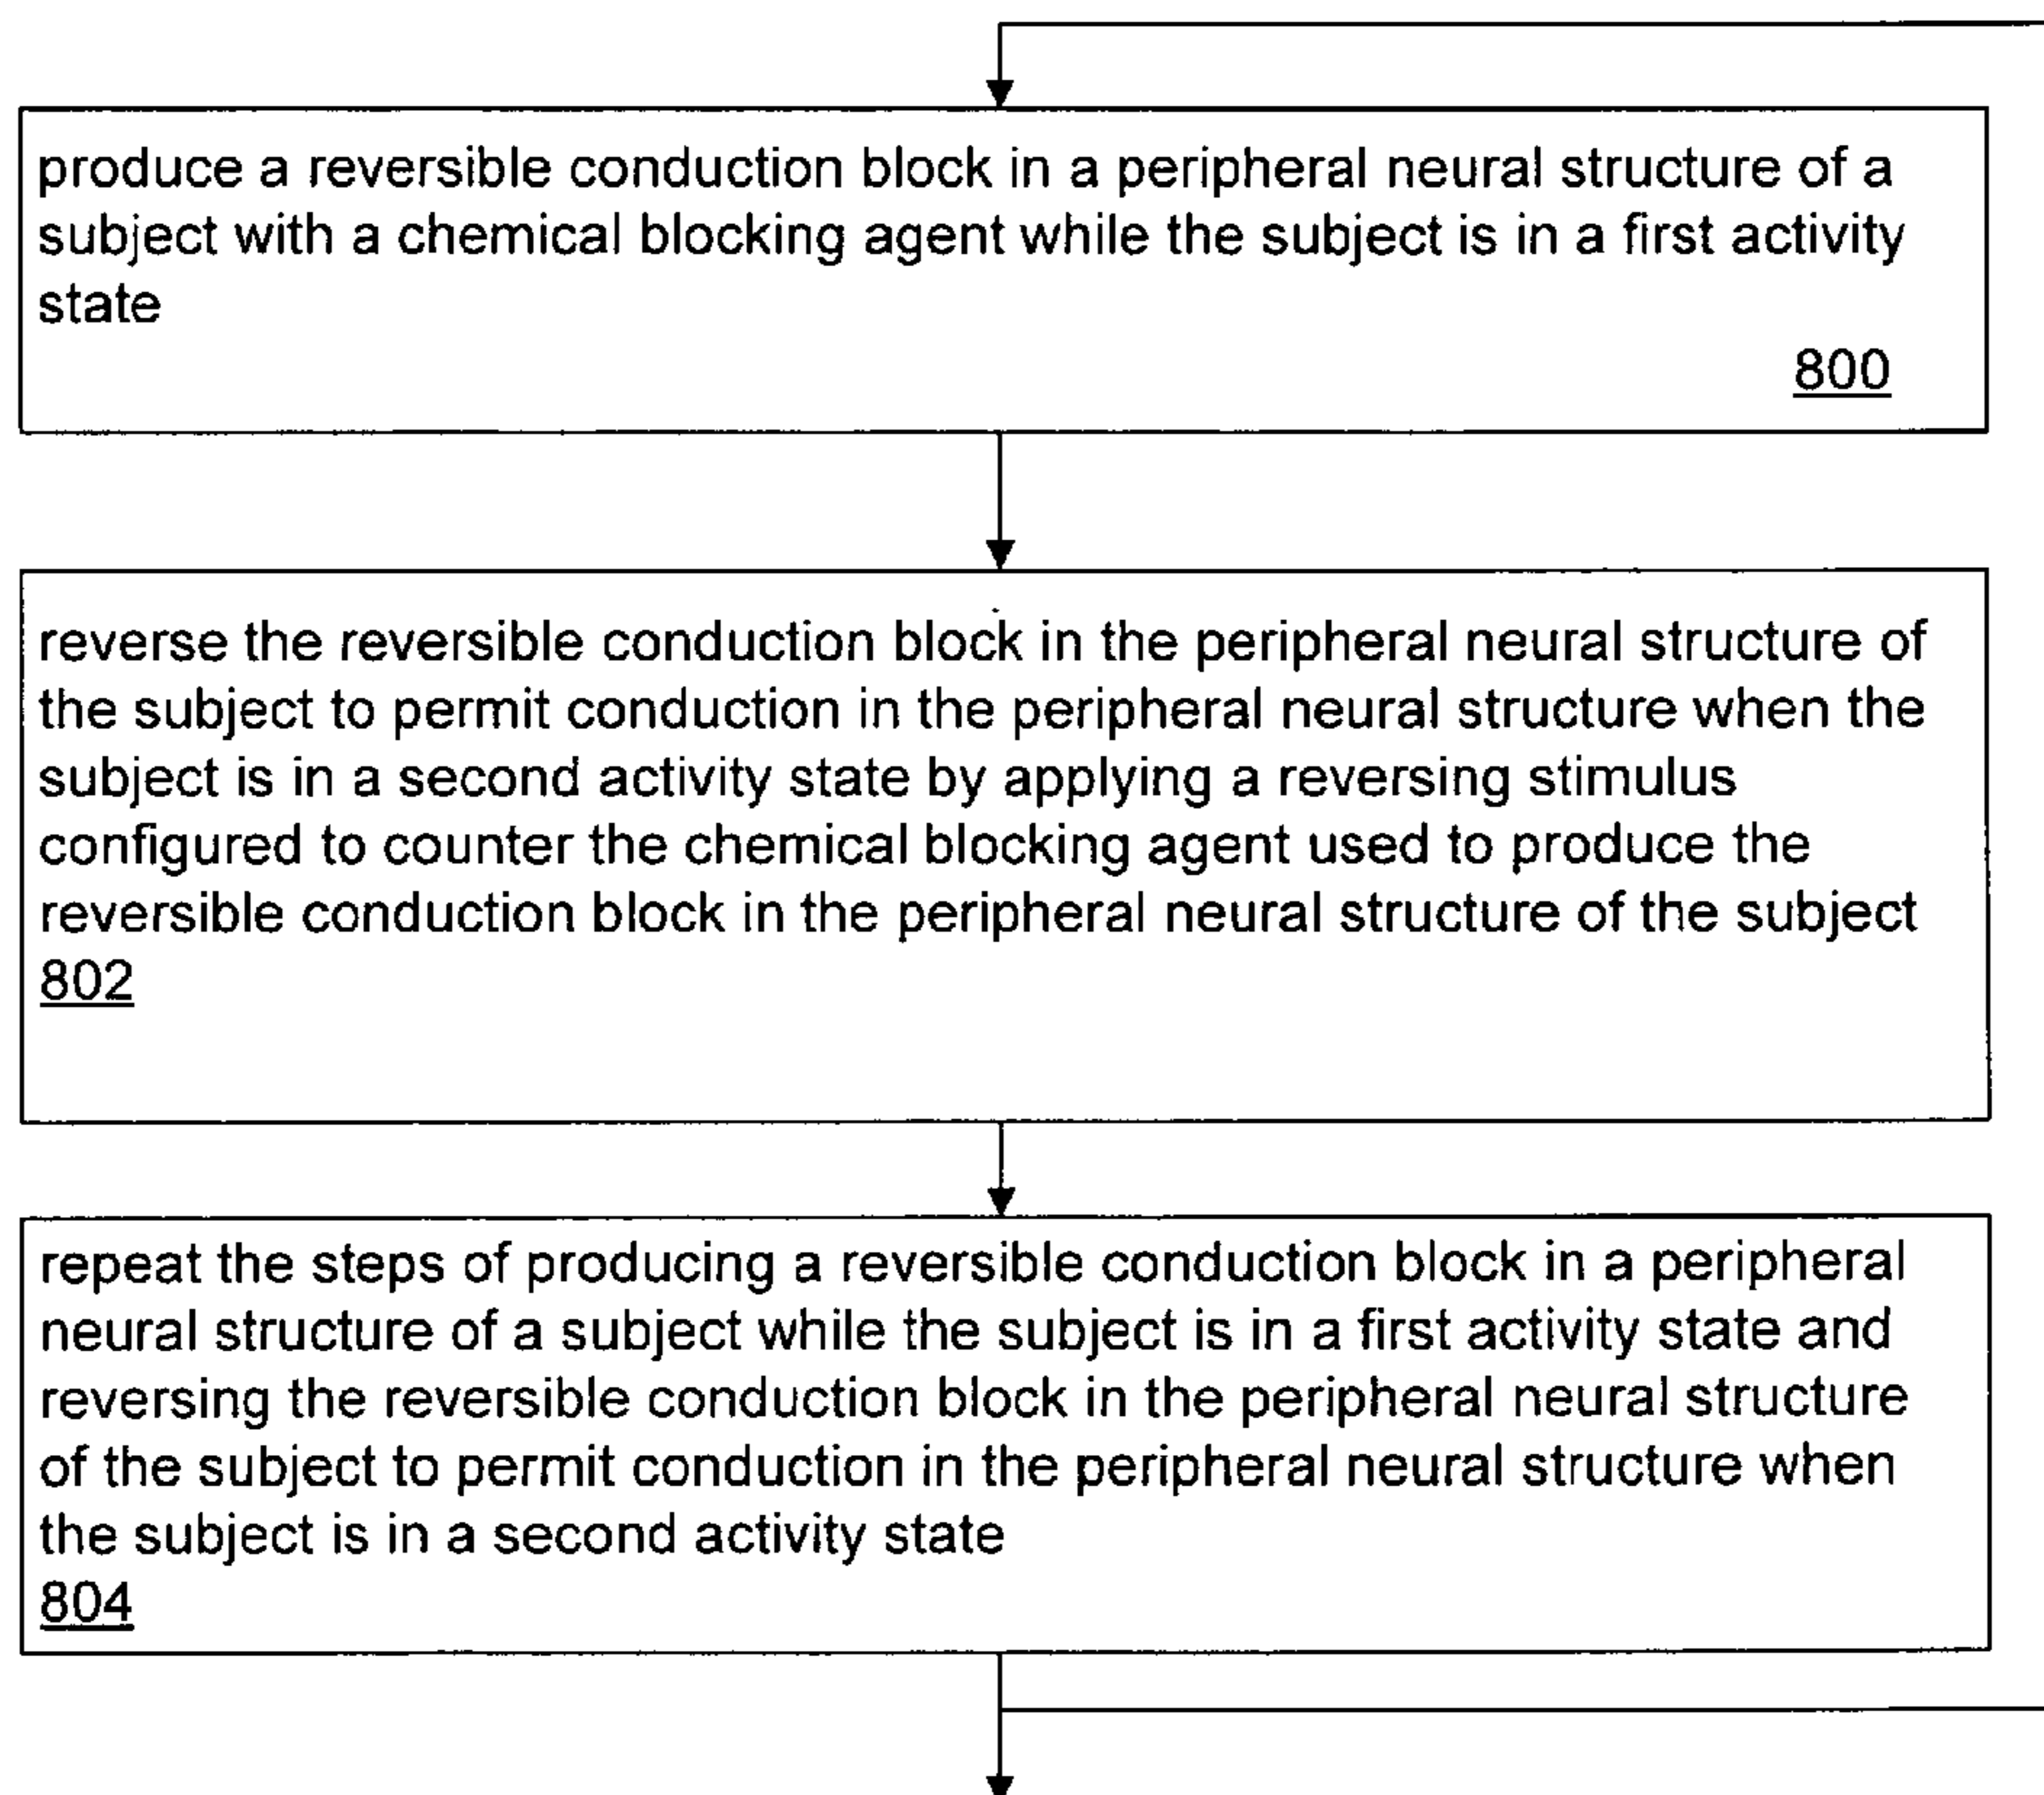 produce a reversible conduction block in a peripheral neural structure of a
subject with a chemical blocking agent while the subject is in a first activity
state
800
reverse the reversible conduction block in the peripheral neural structure of
the subject to permit conduction in the peripheral neural structure when the
subject is in a second activity state by applying a reversing stimulus
configured to counter the chemical blocking agent used to produce the
reversible conduction block in the peripheral neural structure of the subject
802
repeat the steps of producing a reversible conduction block in a peripheral
neural structure of a subject while the subject is in a first activity state and
reversing the reversible conduction block in the peripheral neural structure
of the subject to permit conduction in the peripheral neural structure when
the subject is in a second activity state
804